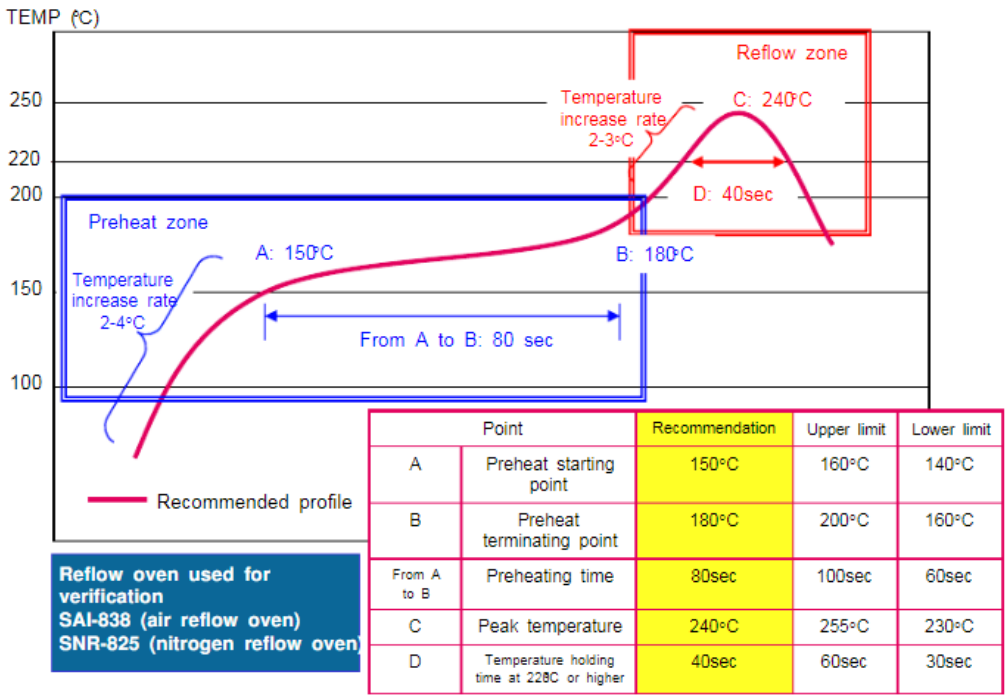 TEMP (℃)
Reflow zone
250
Temperature
increase rate
2-3℃
C: 240℃
220
200
D: 40sec
Preheat zone
A: 150℃
B: 180℃
Temperature
increase rate
2-4℃
150
From A to B: 80 sec
100
Recommended profile
Point Recommendation Upper limit Lower limit
A Preheat starting
point 150℃ 160℃ 140℃
B Preheat
terminating point 180℃ 200℃ 160℃
From A
to B Preheating time 80sec 100sec 60sec
C Peak temperature 240℃ 255℃ 230℃
D Temperature holding
time at or higher 40sec 60sec 30sec
Reflow oven used for
verification
SAI-838 (air reflow oven)
SNR-825 (nitrogen reflow oven)